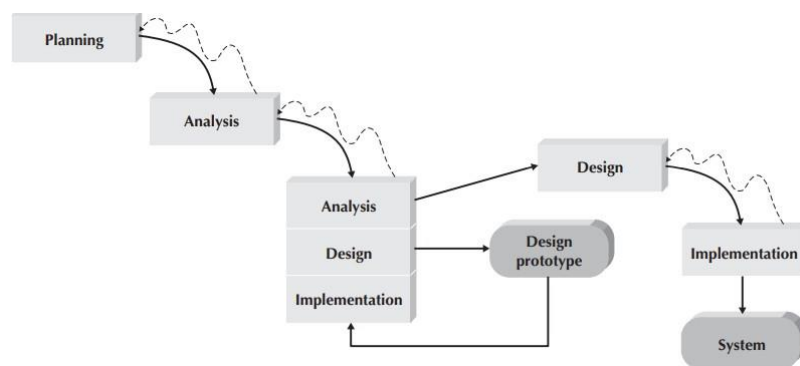 Planning
Analysis
Analysis
Design
Implementation
Design
prototype
Design
Implementation
System